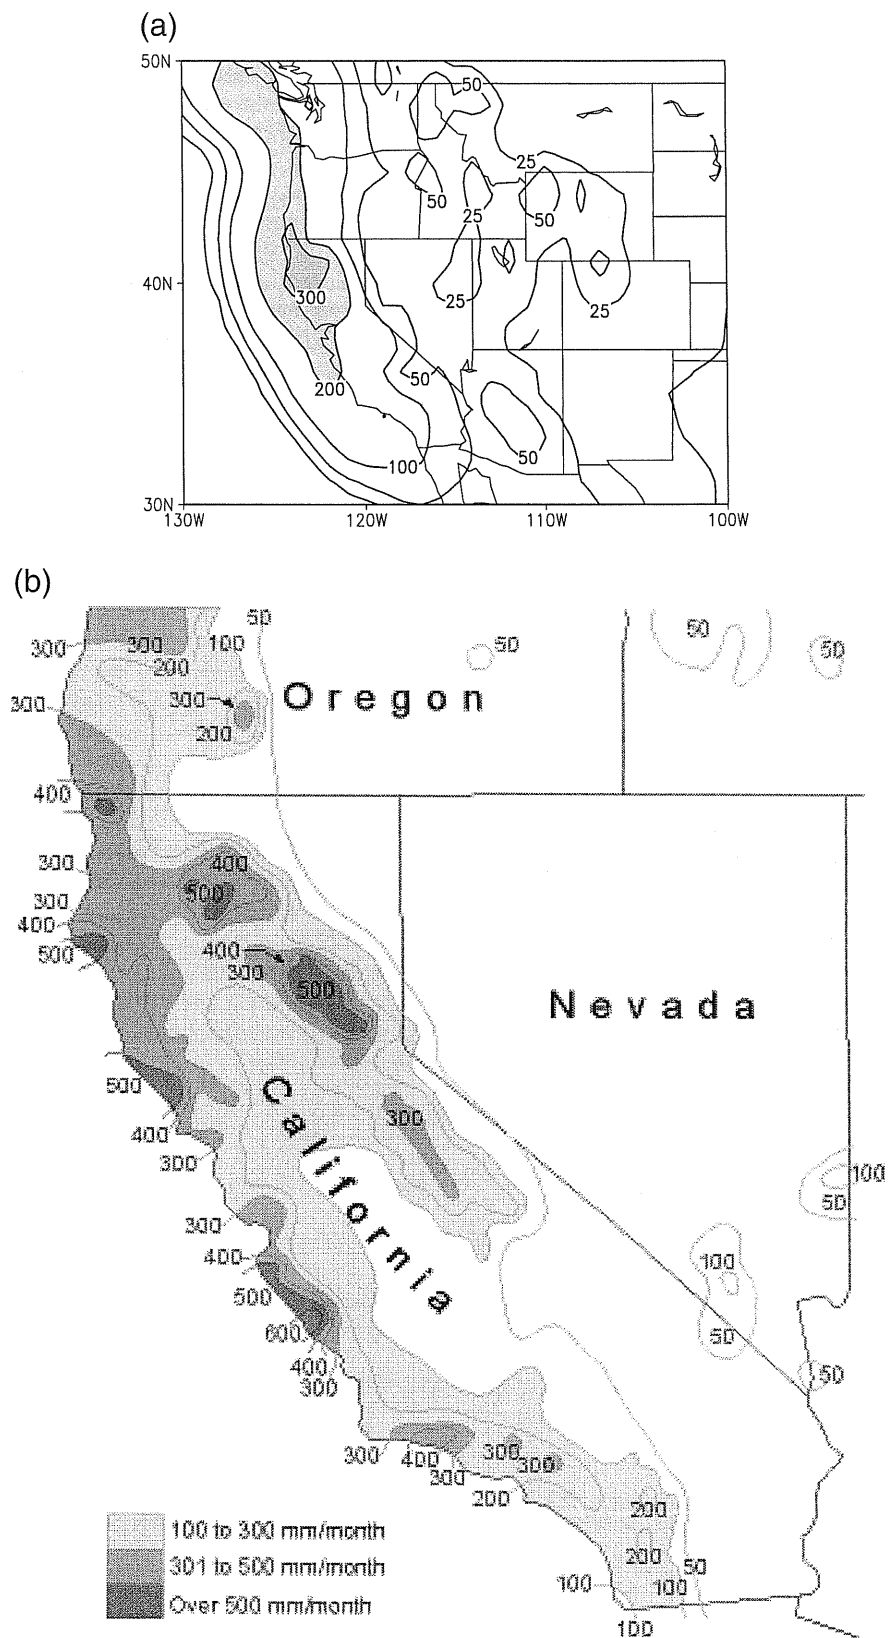 (a)
50N
50
25
50
25
50
300
40N
25
25
200
50
50
100
30N
130W 120W 110W 100W
(b)
50
300 300 100 50 50 50
200
300 300 Oregon
200
400
300 400
300 500
400
500 400
300
500 Nevada
500
California
300
400
300
100
50
300
400 100
500
600 50
400
300 50
300 400 300 300
300
200 200
200 50
100 100
100
100 to 300 mm/month
301 to 500 mm/month
Over 500 mm/month